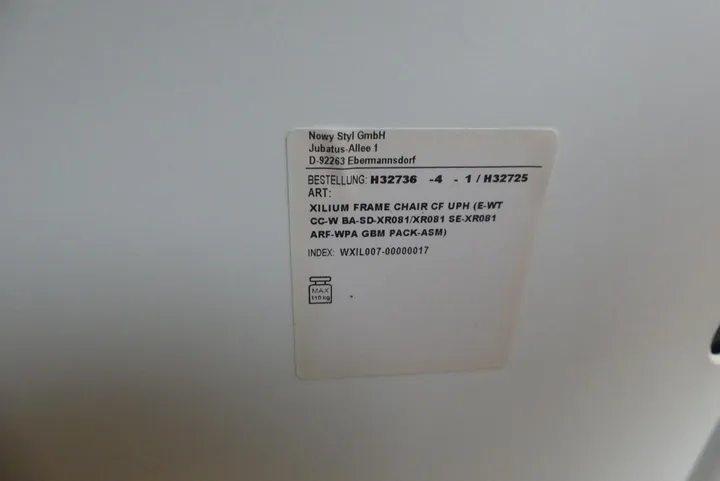 Nowy Styl GmbH
Jubatus-Allee 1
D-92263 Ebermannsdorf
BESTELLUNG: H32736 -4 - 1 / H32725
ART:
XILIUM FRAME CHAIR CF UPH (E-WT
CC-W BA-SD-XR081/XR081 SE-XR081
ARF-WPA GBM PACK-ASM)
INDEX: WXIL007-00000017
MAX
110 kg